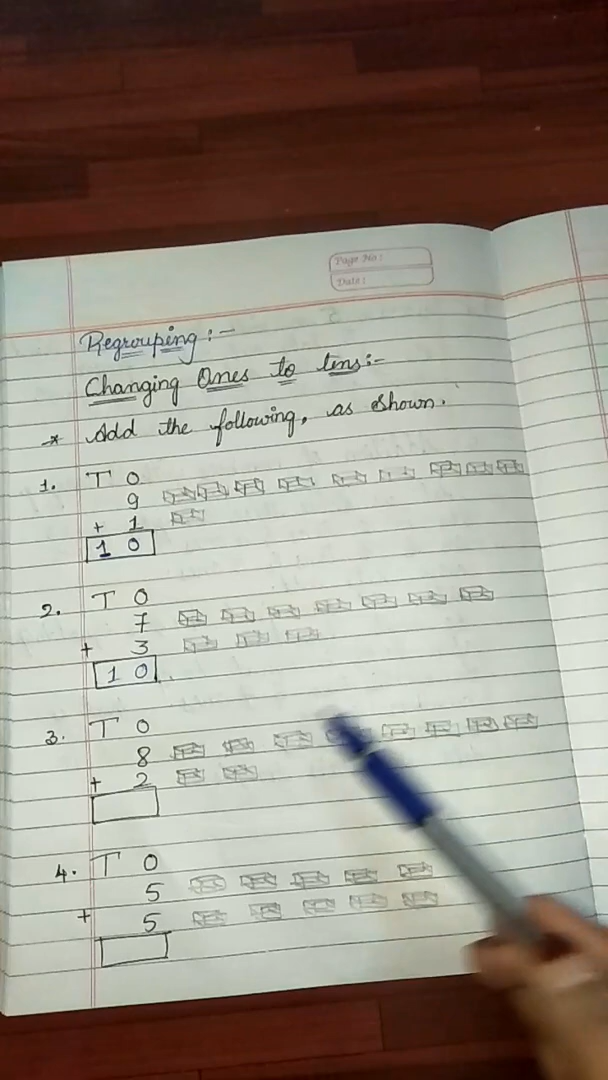 Page No :
Date :
Regrouping :-
Changing Ones to tens:-
* Add the following, as shown.
1. T O
9
+ 1
1 0
2. T O
7
+ 3
1 0
3. T O
8
+ 2
4. T O
5
+ 5